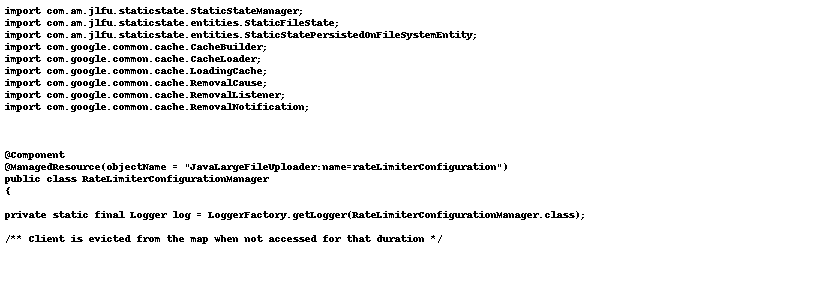 import com.am.jlfu.staticstate.StaticStateManager;
import com.am.jlfu.staticstate.entities.StaticFileState;
import com.am.jlfu.staticstate.entities.StaticStatePersistedOnFileSystemEntity;
import com.google.common.cache.CacheBuilder;
import com.google.common.cache.CacheLoader;
import com.google.common.cache.LoadingCache;
import com.google.common.cache.RemovalCause;
import com.google.common.cache.RemovalListener;
import com.google.common.cache.RemovalNotification;
@Component
@ManagedResource(objectName = "JavaLargeFileUploader:name=rateLimiterConfiguration")
public class RateLimiterConfigurationManager
{
private static final Logger log = LoggerFactory.getLogger(RateLimiterConfigurationManager.class);
/** Client is evicted from the map when not accessed for that duration */